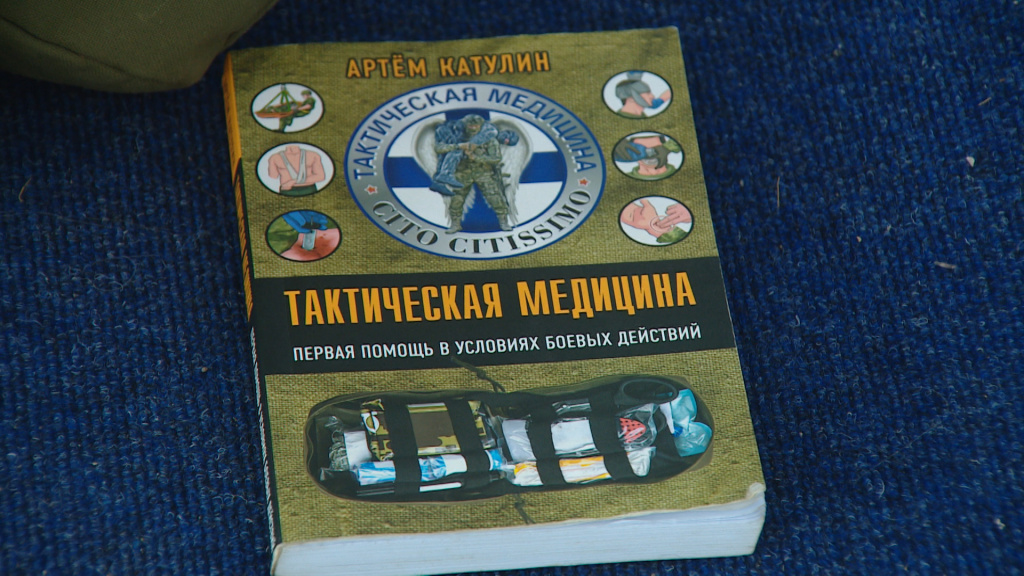 АРТЁМ КАТУЛИН
ТАКТИЧЕСКАЯ МЕДИЦИНА
CITO CITISSIMO
ТАКТИЧЕСКАЯ МЕДИЦИНА
ПЕРВАЯ ПОМОЩЬ В УСЛОВИЯХ БОЕВЫХ ДЕЙСТВИЙ